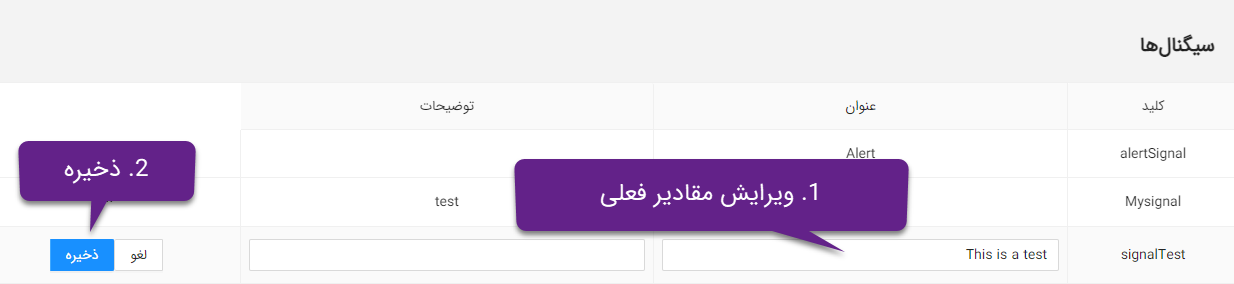 سیگنال‌ها
کلید عنوان توضیحات
alertSignal Alert
2. ذخیره
1. ویرایش مقادیر فعلی
Mysignal test
signalTest This is a test لغو ذخیره